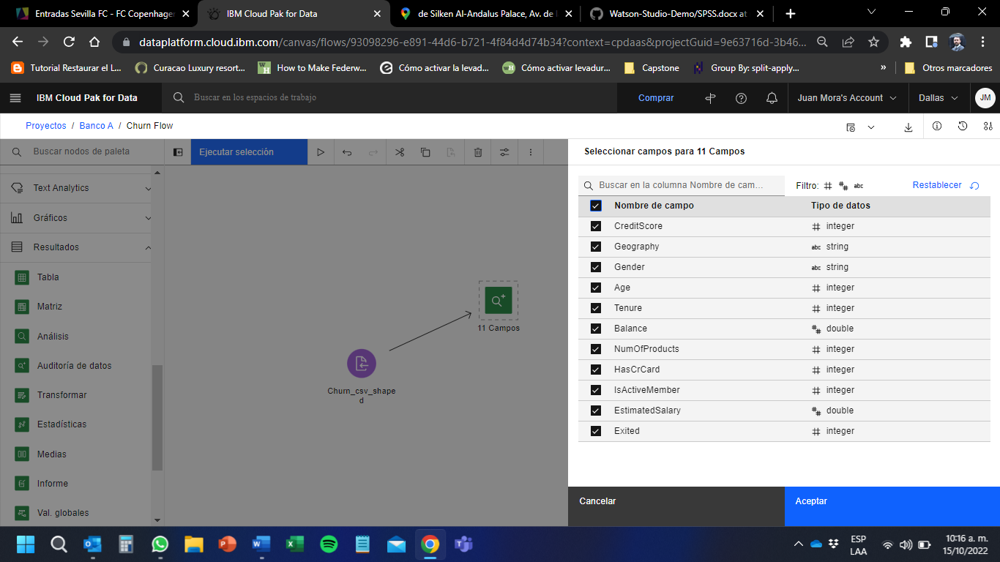 Entradas Sevilla FC - FC Copenhager
IBM Cloud Pak for Data
de Silken Al-Andalus Palace, Av. de
Watson-Studio-Demo/SPSS.docx at
dataplatform.cloud.ibm.com/canvas/flows/93098296-e891-44d6-b721-4f84d4d74b34?context=cpdaas&projectGuid=9e63716d-3b46...
Tutorial Restaurar el L...
Curacao Luxury resort...
How to Make Federw...
Cómo activar la levad...
Cómo activar levadur...
Capstone
Group By: split-apply...
»
Otros marcadores
IBM Cloud Pak for Data
Buscar en los espacios de trabajo
Comprar
Juan Mora's Account
Dallas
JM
Proyectos / Banco A / Churn Flow
Buscar nodos de paleta
Ejecutar selección
Text Analytics
Gráficos
Resultados
Tabla
Matriz
Análisis
Auditoría de datos
Transformar
Estadísticas
Medias
Informe
Val. globales
11 Campos
Churn_csv_shape
d
Seleccionar campos para 11 Campos
Buscar en la columna Nombre de cam...
Filtro: # abc
Restablecer
Nombre de campo Tipo de datos
CreditScore # integer
Geography abc string
Gender abc string
Age # integer
Tenure # integer
Balance ## double
NumOfProducts # integer
HasCrCard # integer
IsActiveMember # integer
EstimatedSalary ## double
Exited # integer
Cancelar
Aceptar
ESP
LAA
10:16 a. m.
15/10/2022